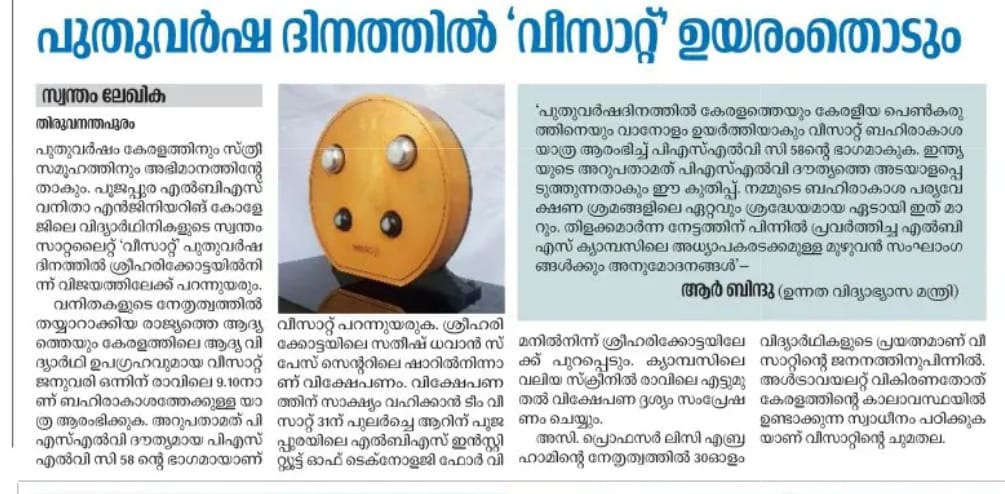 പുതുവർഷ ദിനത്തിൽ ‘വീസാറ്റ്’ ഉയരംതൊടും
സ്വന്തം ലേഖിക
തിരുവനന്തപുരം
പുതുവർഷം കേരളത്തിനും സ്ത്രീ
സമൂഹത്തിനും അഭിമാനത്തിന്റേ
താകും. പൂജപ്പുര എൽബിഎസ്
വനിതാ എൻജിനിയറിങ് കോളേ
ജിലെ വിദ്യാർഥിനികളുടെ സ്വന്തം
സാറ്റലൈറ്റ് ‘വീസാറ്റ്’ പുതുവർഷ
ദിനത്തിൽ ശ്രീഹരിക്കോട്ടയിൽനി
ന്ന് വിജയത്തിലേക്ക് പറന്നുയരും.
വനിതകളുടെ നേതൃത്വത്തിൽ
തയ്യാറാക്കിയ രാജ്യത്തെ ആദ്യ
ത്തെയും കേരളത്തിലെ ആദ്യ വി
ദ്യാർഥി ഉപഗ്രഹവുമായ വീസാറ്റ്
ജനുവരി ഒന്നിന് രാവിലെ 9.10നാ
ണ് ബഹിരാകാശത്തേക്കുള്ള യാ
ത്ര ആരംഭിക്കുക. അറുപതാമത് പി
എസ്എൽവി ദൗത്യമായ പിഎസ്
എൽവി സി 58 ന്റെ ഭാഗമായാണ്
വീസാറ്റ് പറന്നുയരുക. ശ്രീഹരി
ക്കോട്ടയിലെ സതീഷ് ധവാൻ സ്
പേസ് സെന്ററിലെ ഷാറിൽനിന്നാ
ണ് വിക്ഷേപണം. വിക്ഷേപണ
ത്തിന് സാക്ഷ്യം വഹിക്കാൻ ടീം വീ
സാറ്റ് 31ന് പുലർച്ചെ ആറിന് പൂജ
പ്പുരയിലെ എൽബിഎസ് ഇൻസ്റ്റി
റ്റ്യൂട്ട് ഓഫ് ടെക്നോളജി ഫോർ വി
മനിൽനിന്ന് ശ്രീഹരിക്കോട്ടയിലേ
ക്ക് പുറപ്പെടും. ക്യാമ്പസിലെ
വലിയ സ്ക്രീനിൽ രാവിലെ എട്ടുമു
തൽ വിക്ഷേപണ ദൃശ്യം സംപ്രേഷ
ണം ചെയ്യും.
അസി. പ്രൊഫസർ ലിസി എബ്ര
ഹാമിന്റെ നേതൃത്വത്തിൽ 30ഓളം
വിദ്യാർഥികളുടെ പ്രയത്നമാണ് വീ
സാറ്റിന്റെ ജനനത്തിനുപിന്നിൽ.
അൾട്രാവയലറ്റ് വികിരണതോത്
കേരളത്തിന്റെ കാലാവസ്ഥയിൽ
ഉണ്ടാക്കുന്ന സ്വാധീനം പഠിക്കുക
യാണ് വിസാറ്റിന്റെ ചുമതല.
‘പുതുവർഷദിനത്തിൽ കേരളത്തെയും കേരളീയ പെൺകരു
ത്തിനെയും വാനോളം ഉയർത്തിയാകും വീസാറ്റ് ബഹിരാകാശ
യാത്ര ആരംഭിച്ച് പിഎസ്എൽവി സി 58ന്റെ ഭാഗമാകുക. ഇന്ത്യ
യുടെ അറുപതാമത് പിഎസ്എൽവി ദൗത്യത്തെ അടയാളപ്പെ
ടുത്തുന്നതാകും ഈ കുതിപ്പ്. നമ്മുടെ ബഹിരാകാശ പര്യവേ
ക്ഷണ ശ്രമങ്ങളിലെ ഏറ്റവും ശ്രദ്ധേയമായ ഏടായി ഇത് മാ
റും. തിളക്കമാർന്ന നേട്ടത്തിന് പിന്നിൽ പ്രവർത്തിച്ച എൽബി
എസ് ക്യാമ്പസിലെ അധ്യാപകരടക്കമുള്ള മുഴുവൻ സംഘാംഗ
ങ്ങൾക്കും അനുമോദനങ്ങൾ’–
ആർ ബിന്ദു (ഉന്നത വിദ്യാഭ്യാസ മന്ത്രി)